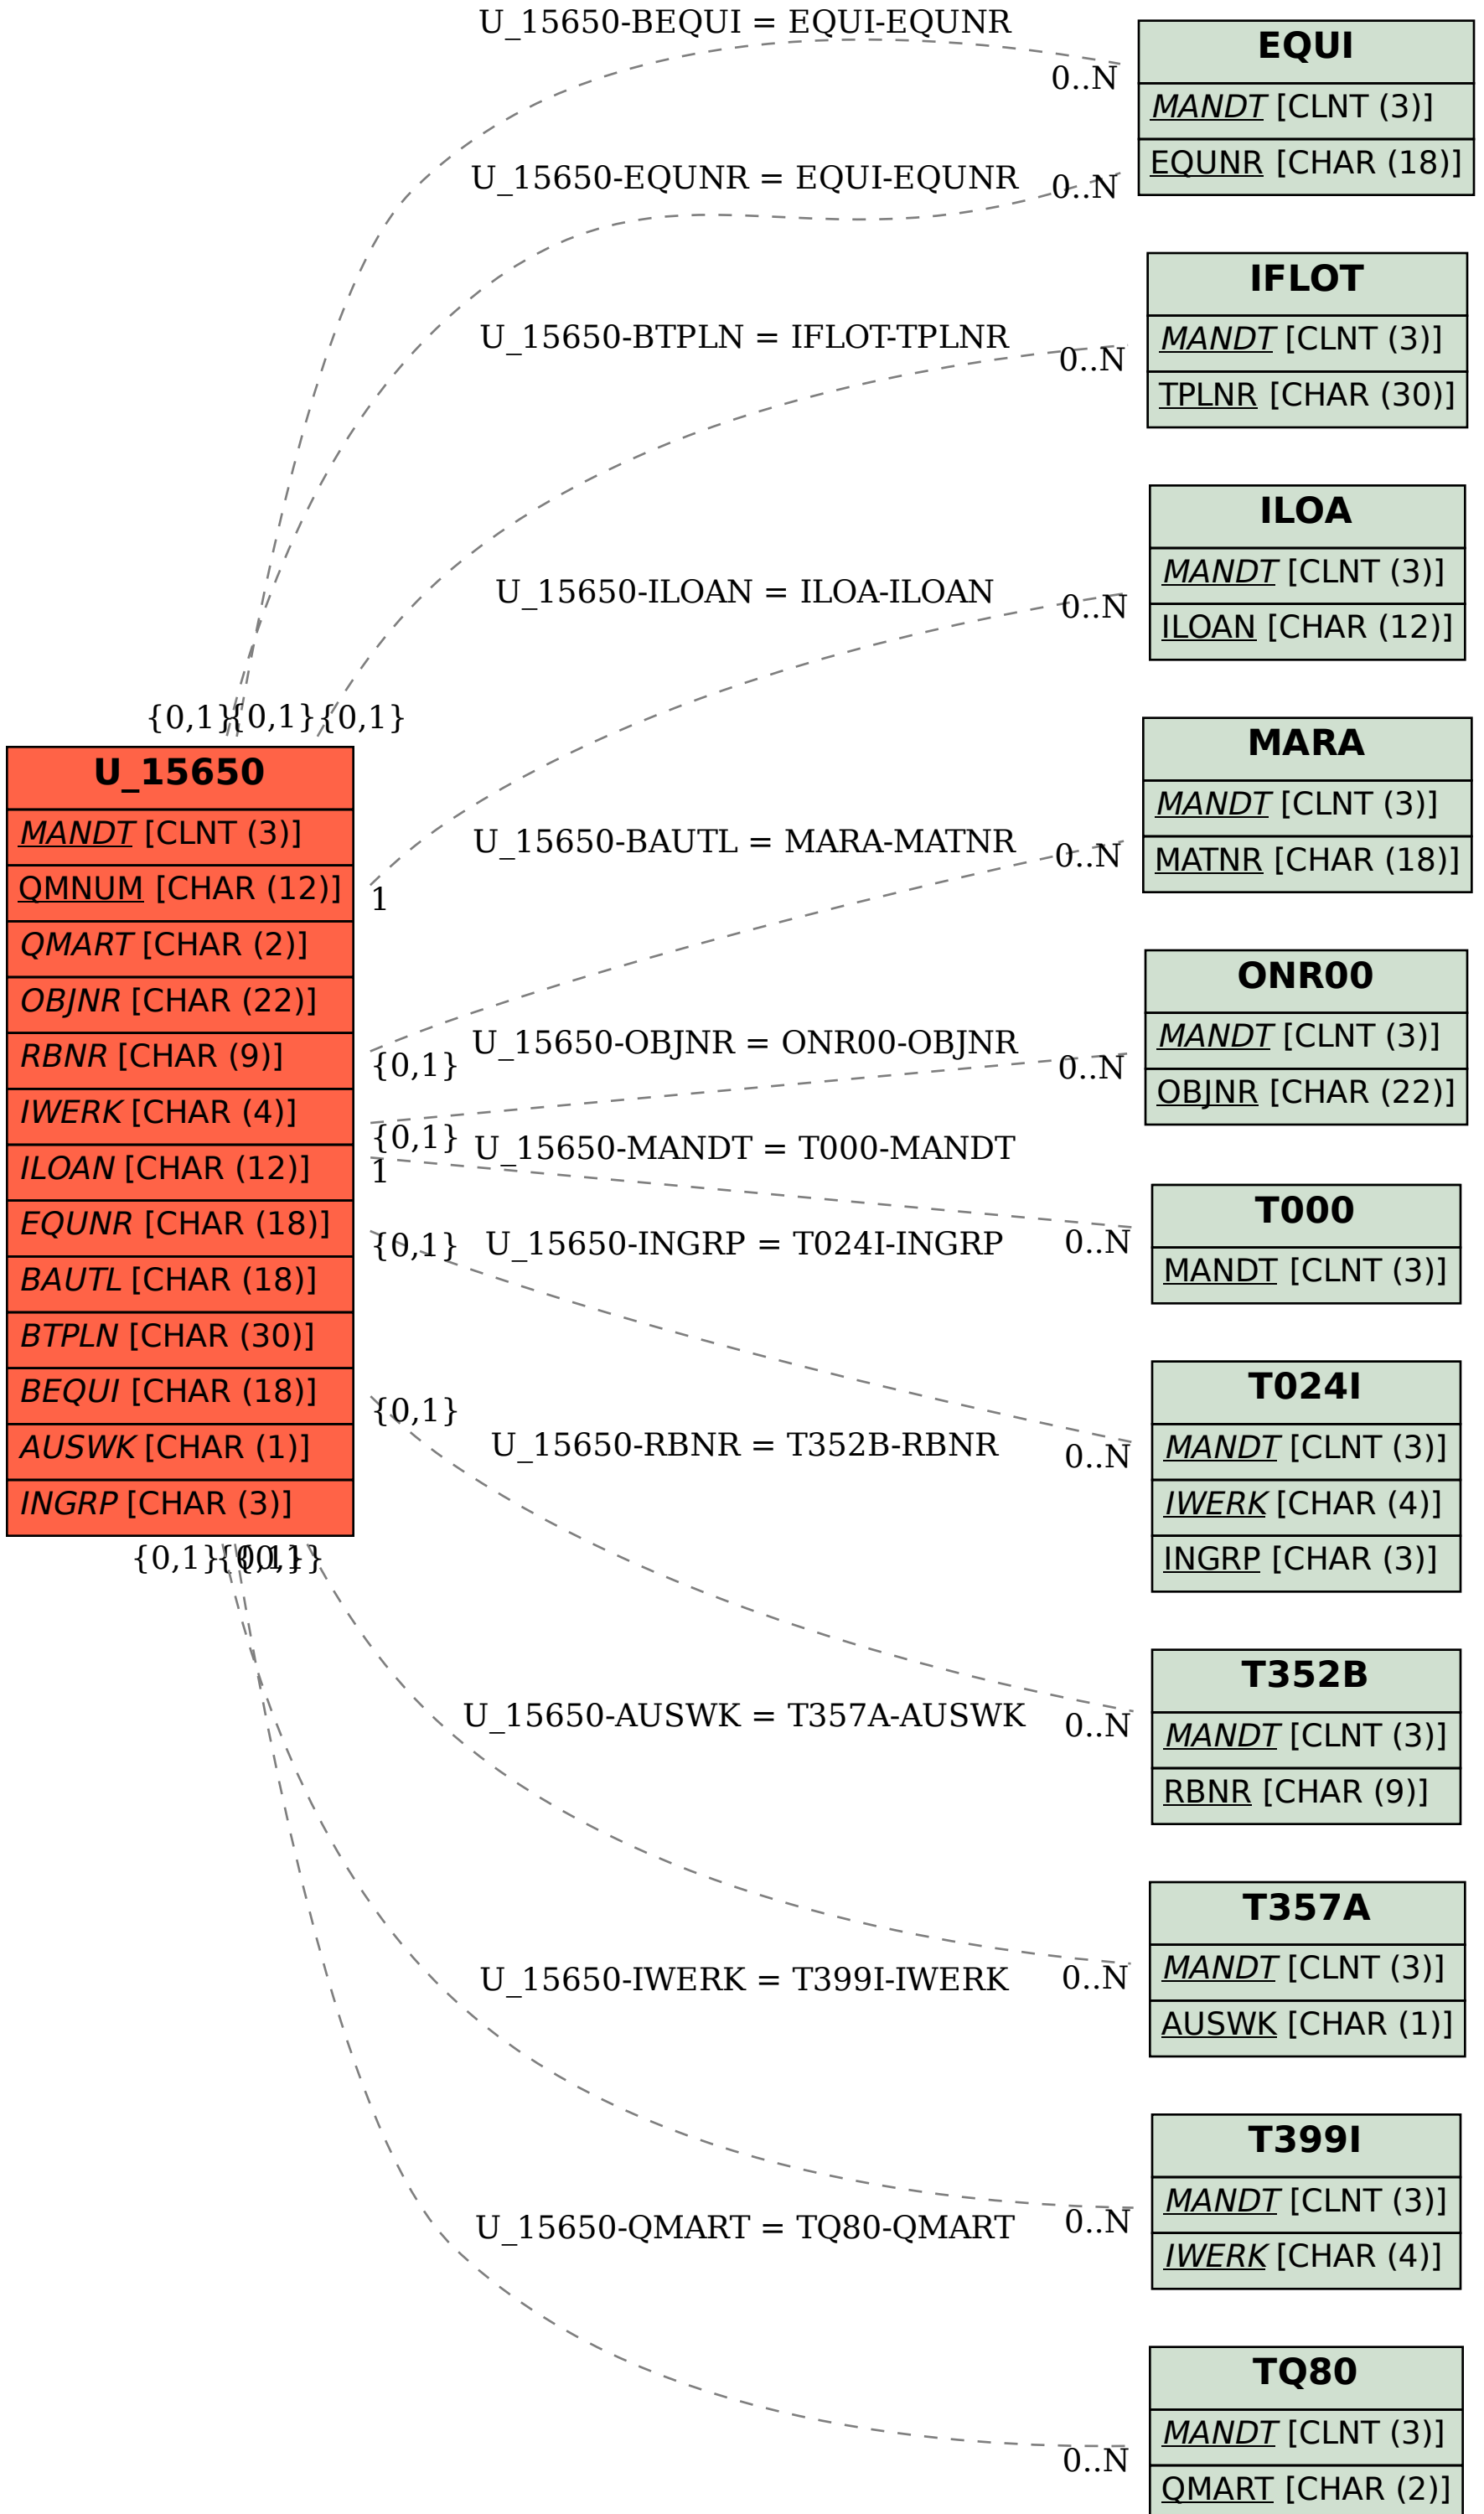 U_15650-BEQUI = EQUI-EQUNR
0..N
U_15650-EQUNR = EQUI-EQUNR
0..N
U_15650-BTPLN = IFLOT-TPLNR
0..N
U_15650-ILOAN = ILOA-ILOAN
0..N
{0,1}
{0,1}
{0,1}
U_15650
MANDT [CLNT (3)]
QMNUM [CHAR (12)]
QMART [CHAR (2)]
OBJNR [CHAR (22)]
RBNR [CHAR (9)]
IWERK [CHAR (4)]
ILOAN [CHAR (12)]
EQUNR [CHAR (18)]
BAUTL [CHAR (18)]
BTPLN [CHAR (30)]
BEQUI [CHAR (18)]
AUSWK [CHAR (1)]
INGRP [CHAR (3)]
1
U_15650-BAUTL = MARA-MATNR
0..N
{0,1}
U_15650-OBJNR = ONR00-OBJNR
0..N
{0,1}
U_15650-MANDT = T000-MANDT
1
0..N
{0,1}
U_15650-INGRP = T024I-INGRP
0..N
{0,1}
U_15650-RBNR = T352B-RBNR
0..N
{0,1}
{0,1}
{0,1}
U_15650-AUSWK = T357A-AUSWK
0..N
U_15650-IWERK = T399I-IWERK
0..N
U_15650-QMART = TQ80-QMART
0..N
EQUI
MANDT [CLNT (3)]
EQUNR [CHAR (18)]
IFLOT
MANDT [CLNT (3)]
TPLNR [CHAR (30)]
ILOA
MANDT [CLNT (3)]
ILOAN [CHAR (12)]
MARA
MANDT [CLNT (3)]
MATNR [CHAR (18)]
ONR00
MANDT [CLNT (3)]
OBJNR [CHAR (22)]
T000
MANDT [CLNT (3)]
T024I
MANDT [CLNT (3)]
IWERK [CHAR (4)]
INGRP [CHAR (3)]
T352B
MANDT [CLNT (3)]
RBNR [CHAR (9)]
T357A
MANDT [CLNT (3)]
AUSWK [CHAR (1)]
T399I
MANDT [CLNT (3)]
IWERK [CHAR (4)]
TQ80
MANDT [CLNT (3)]
QMART [CHAR (2)]